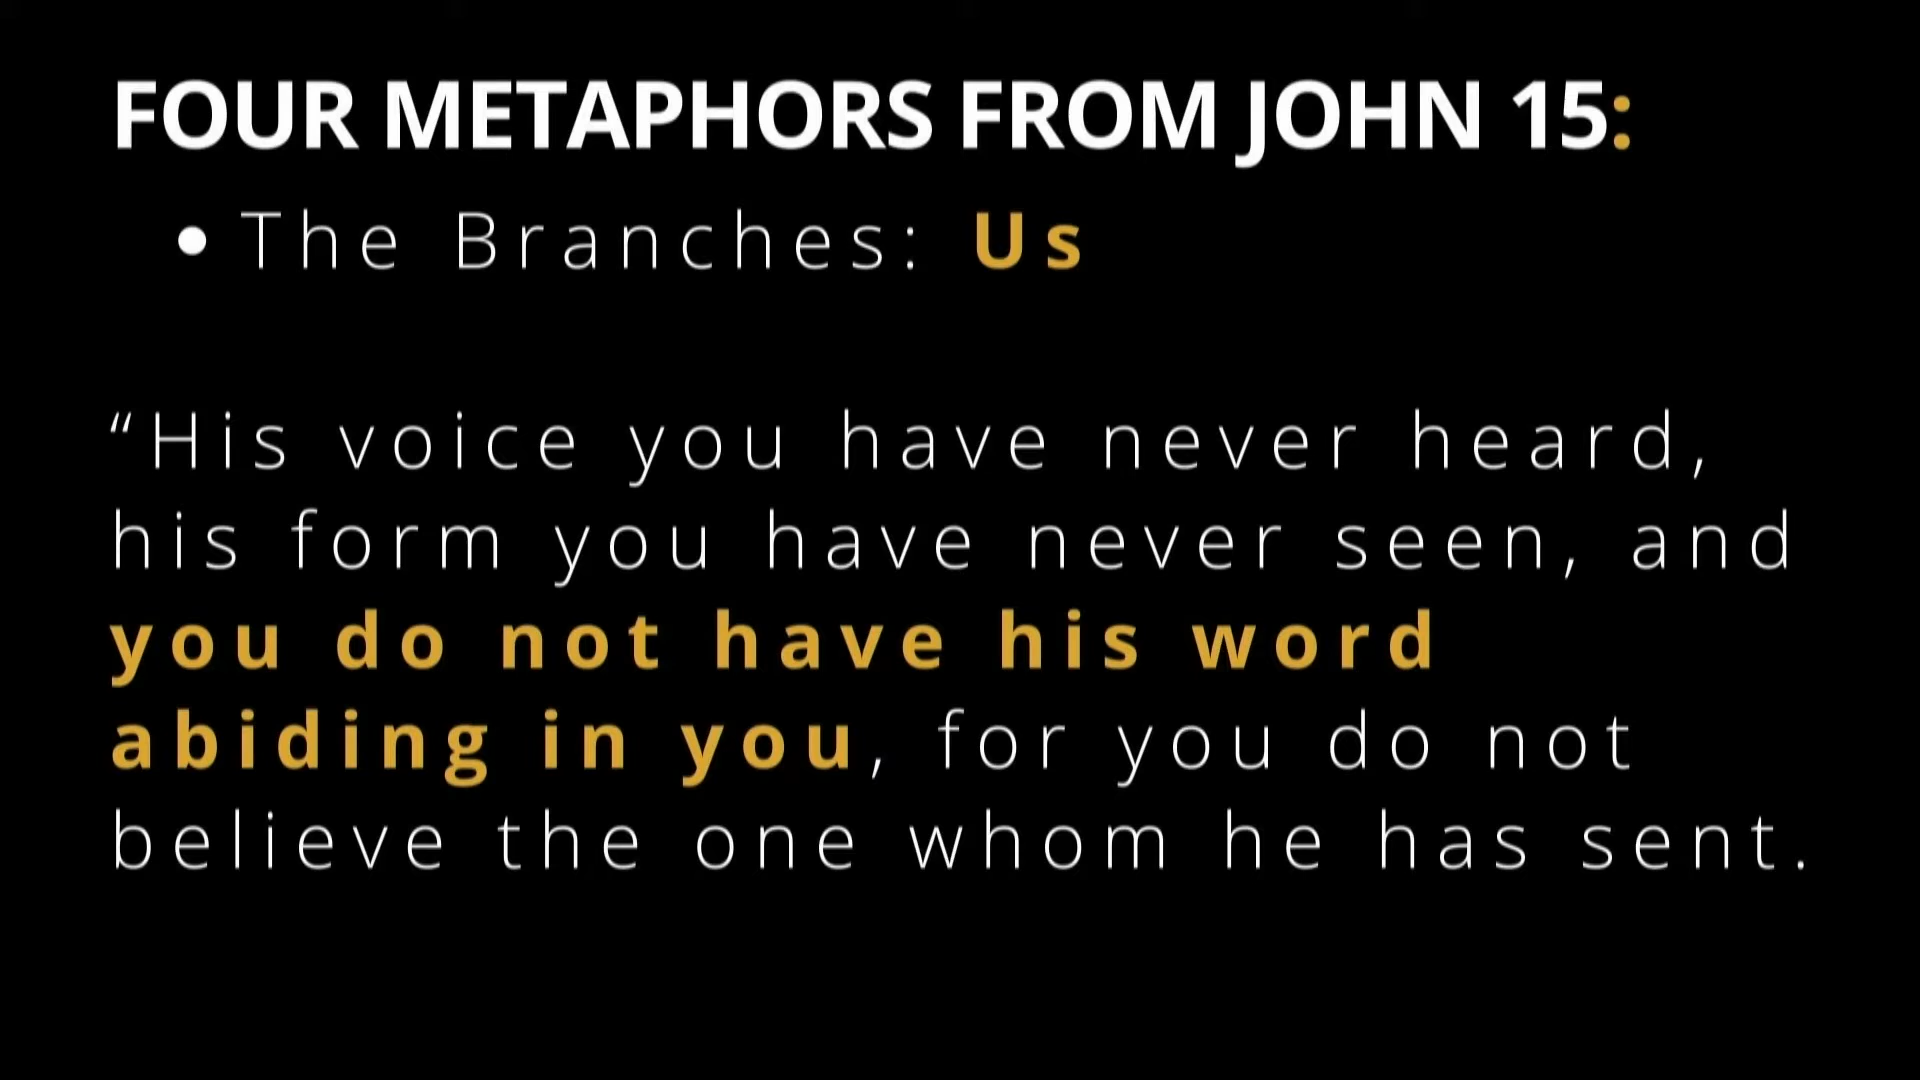 FOUR METAPHORS FROM JOHN 15:
• The Branches: Us
“His voice you have never heard,
his form you have never seen, and
you do not have his word
abiding in you, for you do not
believe the one whom he has sent.